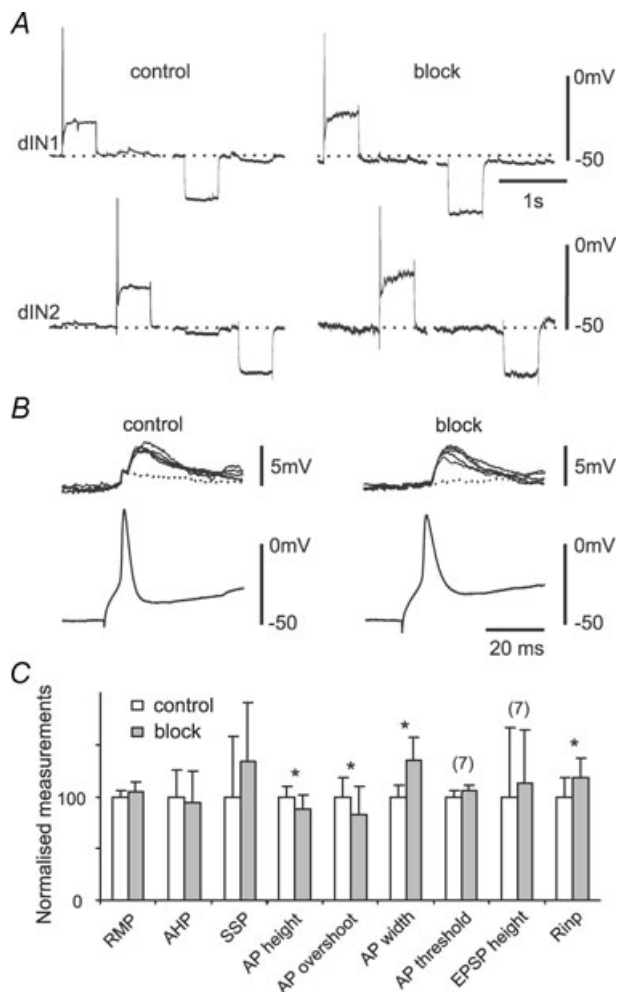 A
control
block
dIN1
0mV
-50
1s
dIN2
0mV
-50
B
control
block
5mV
5mV
0mV
-50
0mV
-50
20 ms
C
Normalised measurements
control
block
100
0
*
*
*
(7)
(7)
*
RMP
AHP
SSP
AP height
AP overshoot
AP width
AP threshold
EPSP height
Rinp